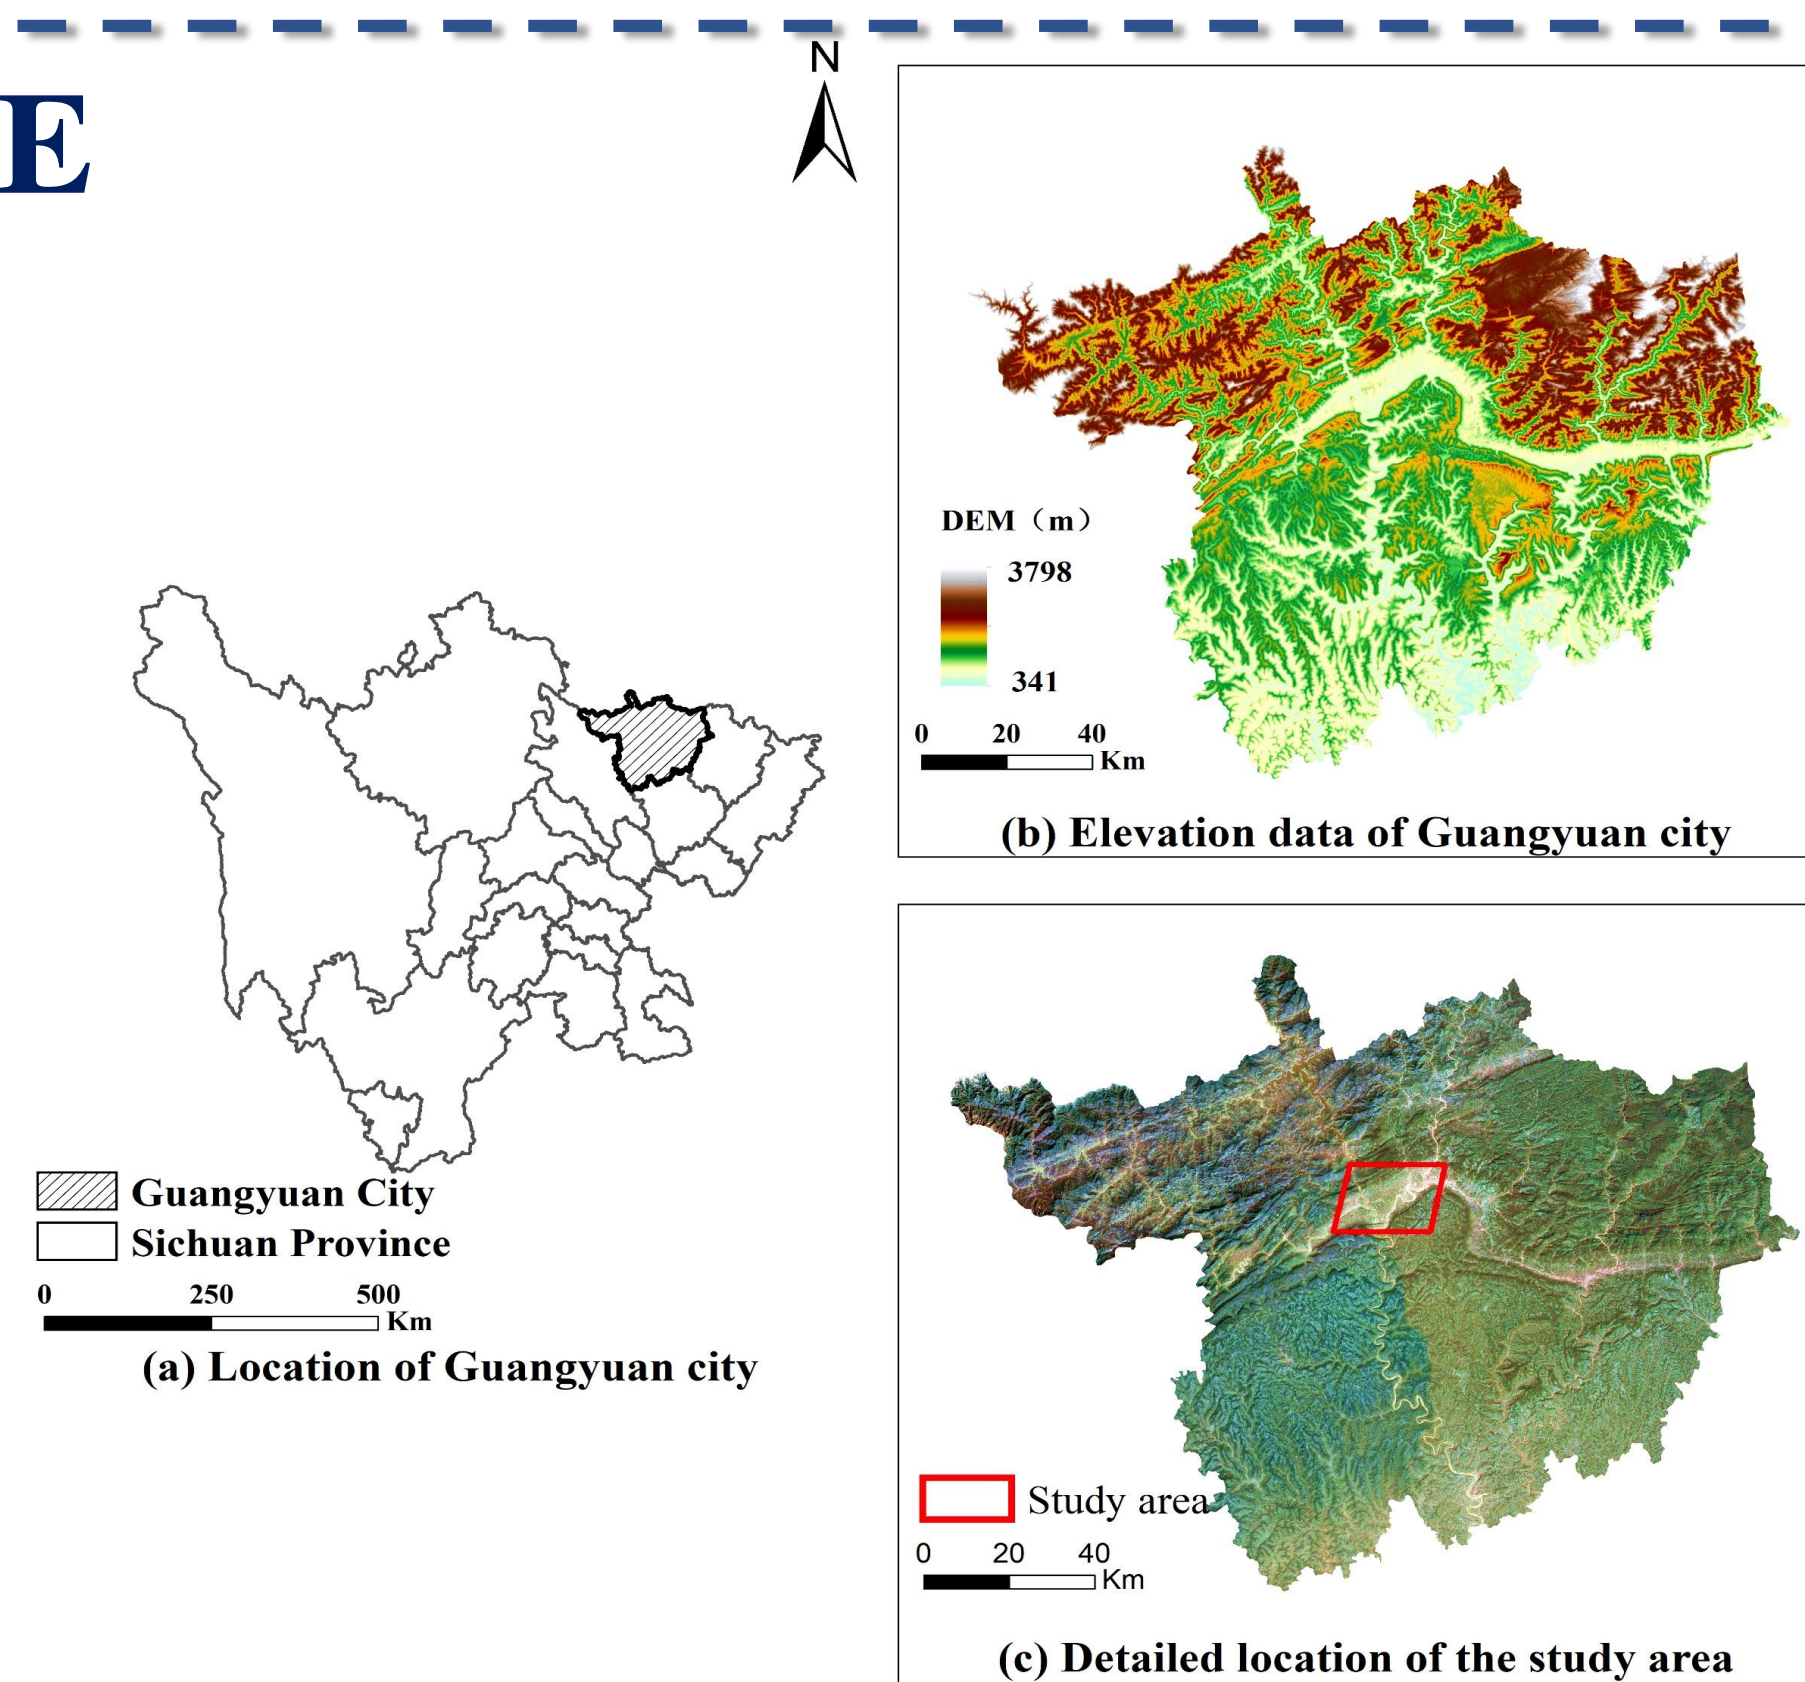 E
N
Guangyuan City
Sichuan Province
0 250 500
Km
(a) Location of Guangyuan city
DEM（m）
3798
341
0 20 40
Km
(b) Elevation data of Guangyuan city
Study area
0 20 40
Km
(c) Detailed location of the study area